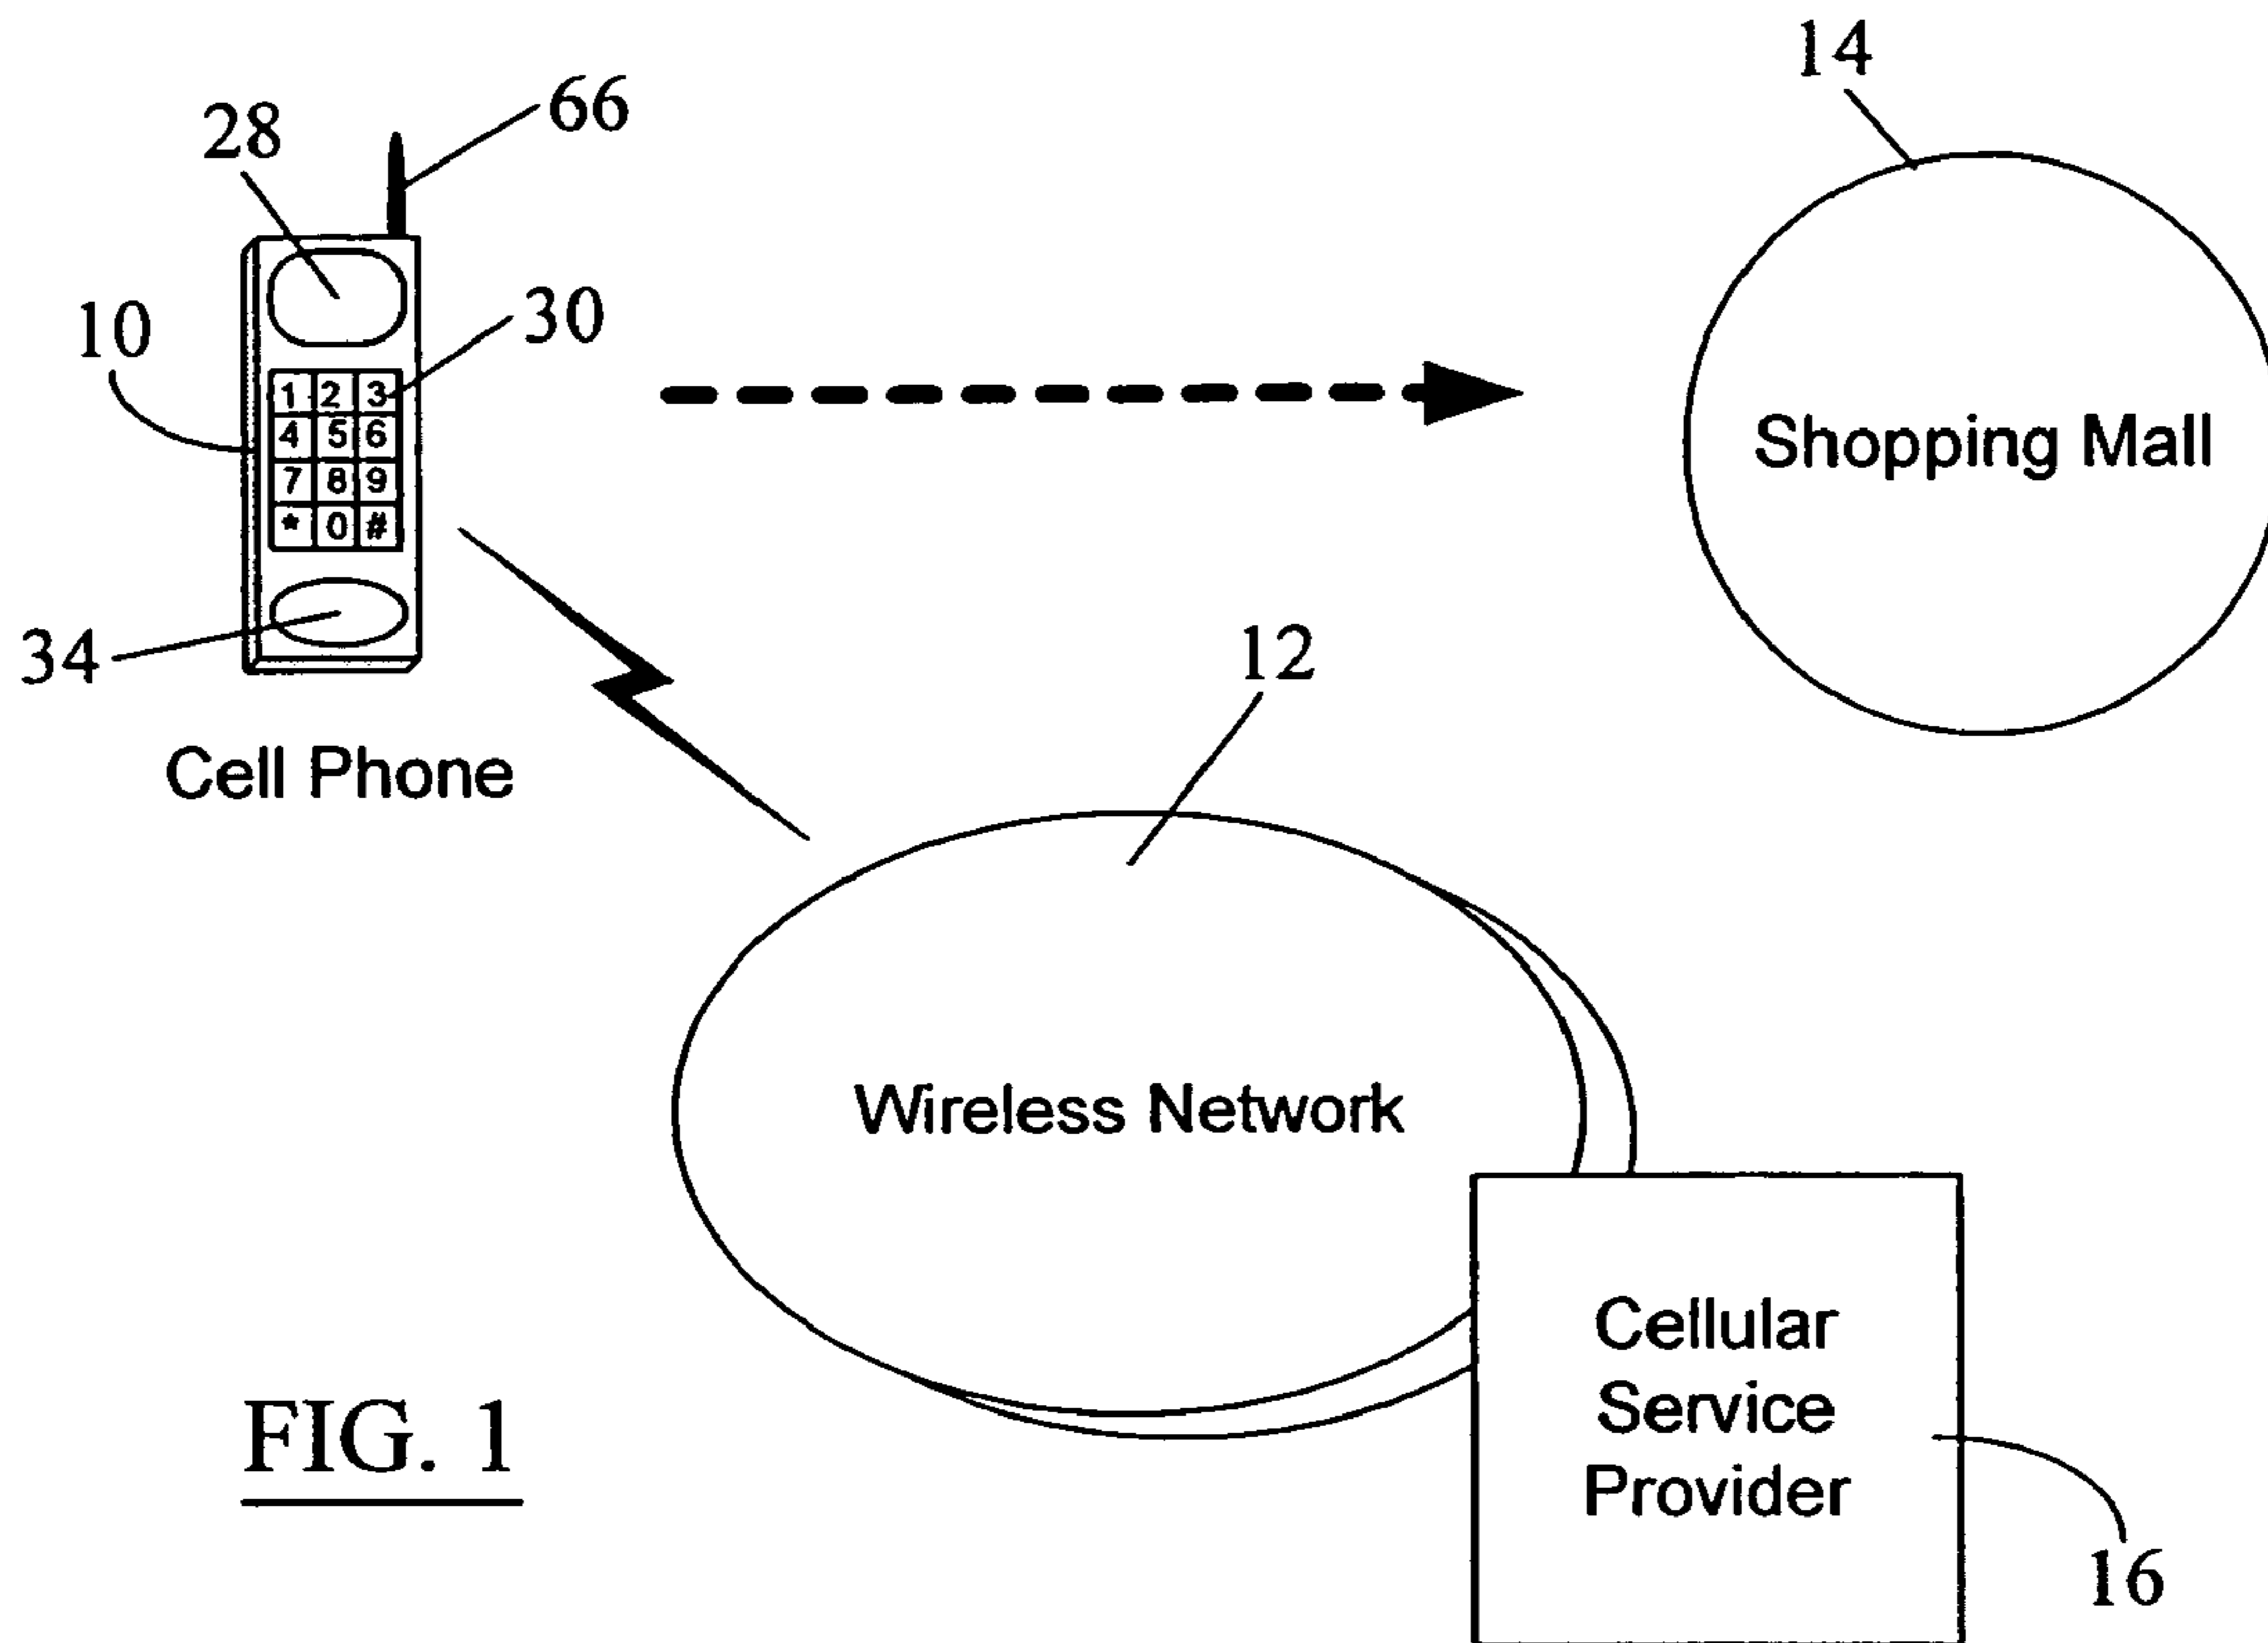 14
66
28
30
10
1 2 3
4 5 6
7 8 9
* 0 #
34
Cell Phone
Shopping Mall
12
Wireless Network
Cellular
Service
Provider
16
FIG. 1